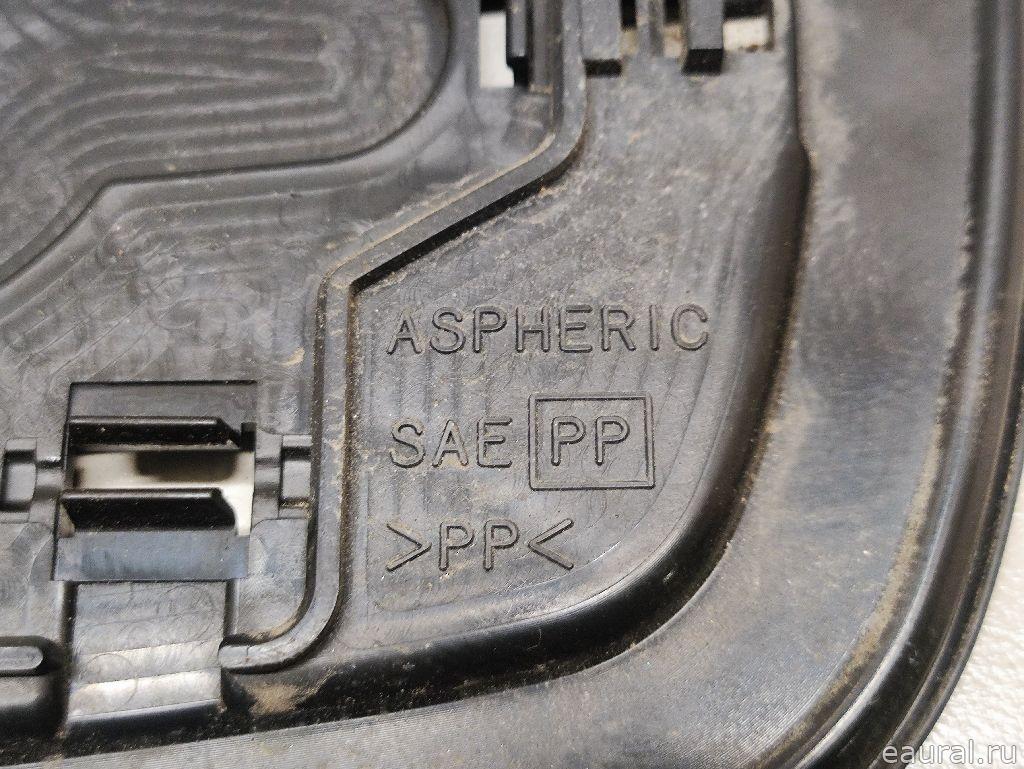 ASPHERIC
SAE PP
>PP<
eaural.ru